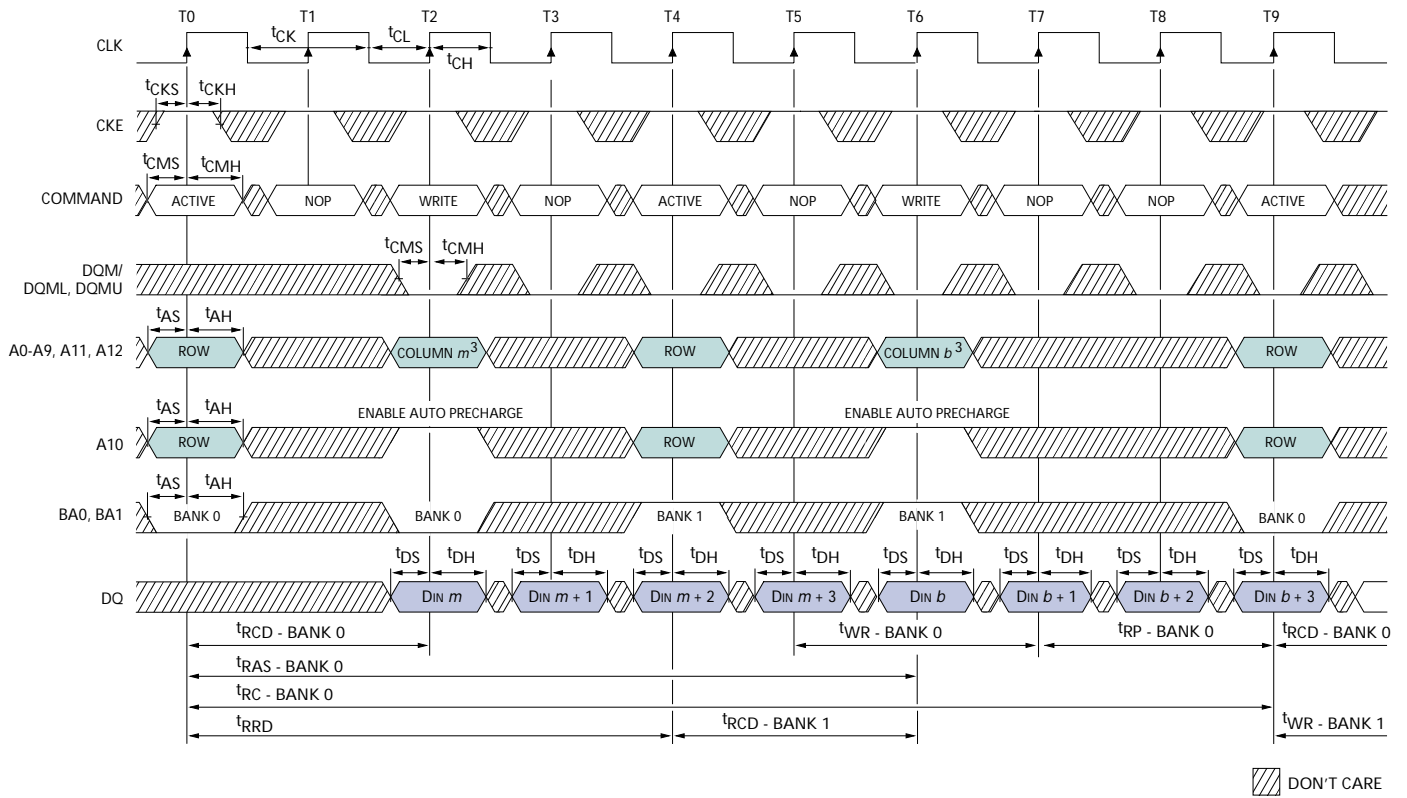 T0 T1 T2 T3 T4 T5 T6 T7 T8 T9
CLK
tCK tCL
tCH
tCKS tCKH
CKE
tCMS tCMH
COMMAND ACTIVE NOP WRITE NOP ACTIVE NOP WRITE NOP NOP ACTIVE
tCMS tCMH
DQM/
DQML, DQMU
tAS tAH
A0-A9, A11, A12 ROW COLUMN m3 ROW COLUMN b3 ROW
tAS tAH ENABLE AUTO PRECHARGE ENABLE AUTO PRECHARGE
A10 ROW ROW ROW
tAS tAH
BA0, BA1 BANK 0 BANK 0 BANK 1 BANK 1 BANK 0
tDS tDH tDS tDH tDS tDH tDS tDH tDS tDH tDS tDH tDS tDH tDS tDH
DQ DIN m DIN m + 1 DIN m + 2 DIN m + 3 DIN b DIN b + 1 DIN b + 2 DIN b + 3
tRCD - BANK 0 tWR - BANK 0 tRP - BANK 0 tRCD - BANK 0
tRAS - BANK 0
tRC - BANK 0
tRRD tRCD - BANK 1 tWR - BANK 1
DON'T CARE